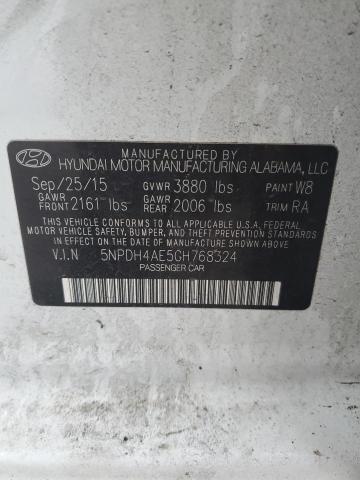 MANUFACTURED BY
HYUNDAI MOTOR MANUFACTURING ALABAMA, LLC
Sep/25/15 GVWR 3880 lbs PAINT W8
GAWR FRONT 2161 lbs GAWR REAR 2006 lbs TRIM RA
THIS VEHICLE CONFORMS TO ALL APPLICABLE U.S.A. FEDERAL
MOTOR VEHICLE SAFETY, BUMPER, AND THEFT PREVENTION
STANDARDS IN EFFECT ON THE DATE OF MANUFACTURE SHOWN ABOVE.
V.I.N 5NPDH4AE5GH768324
PASSENGER CAR